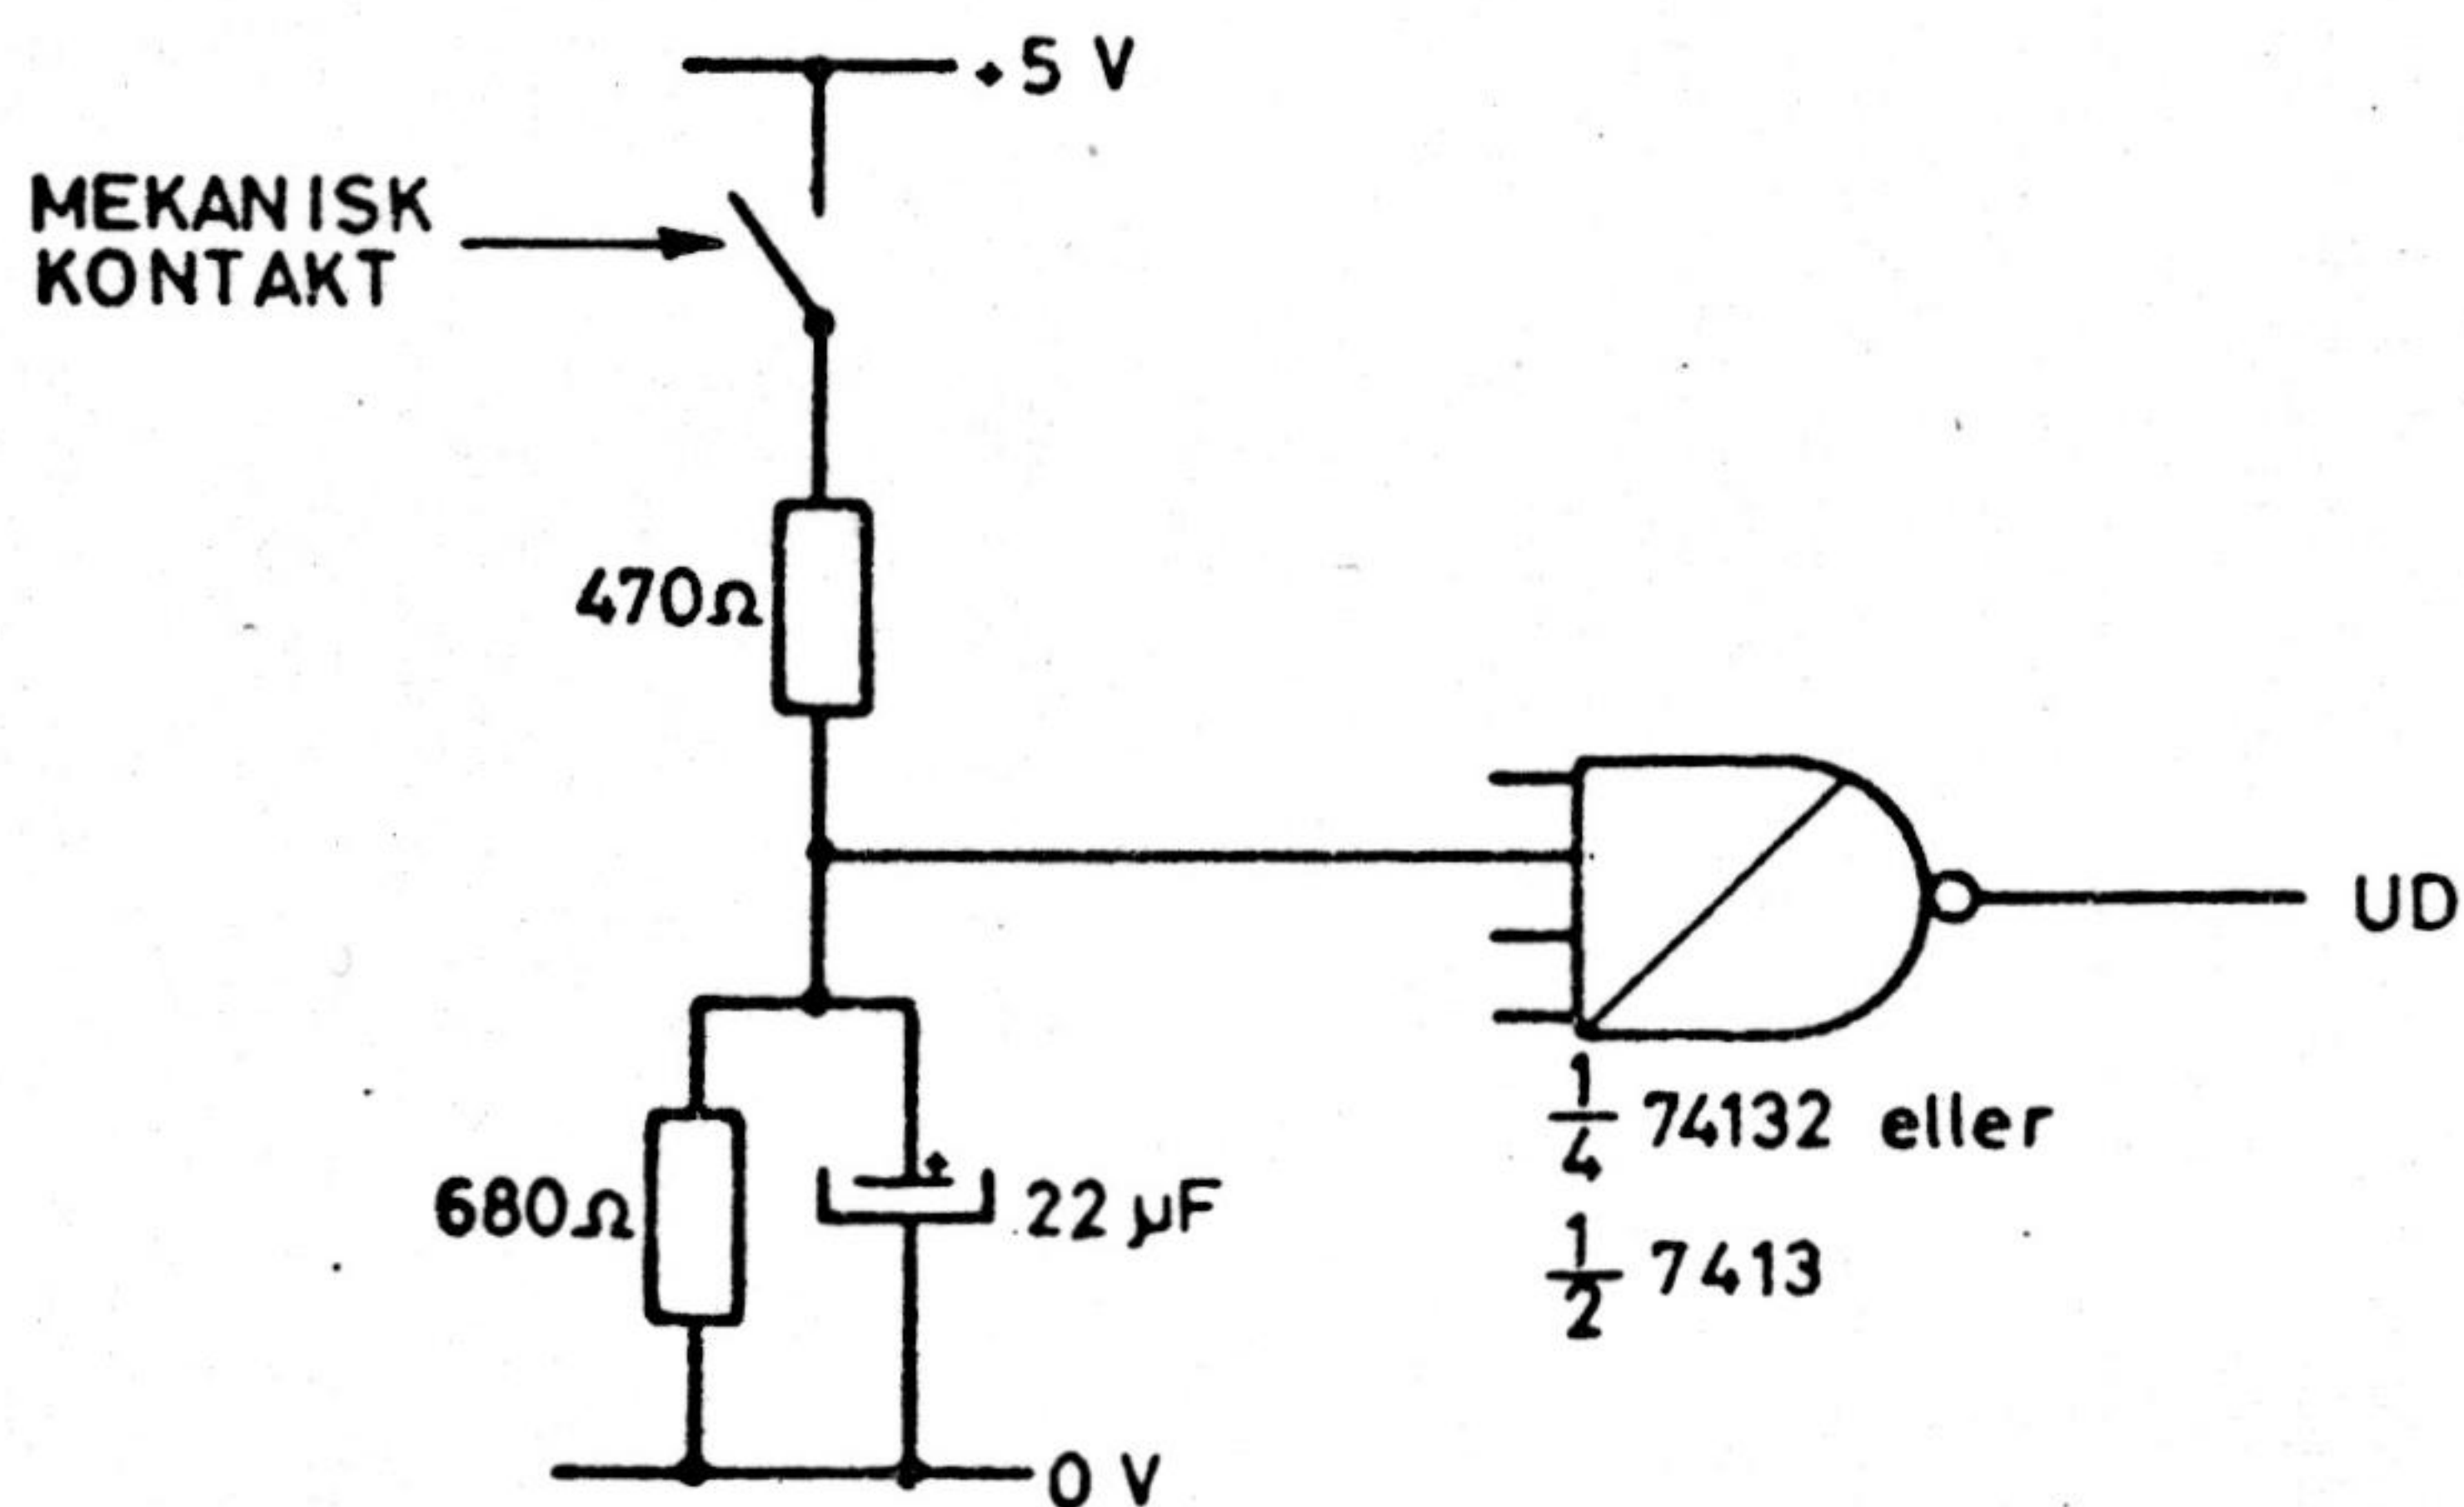 +5 V
MEKANISK
KONTAKT
470Ω
UD
1/4 74132 eller
680Ω
22 µF
1/2 7413
0 V